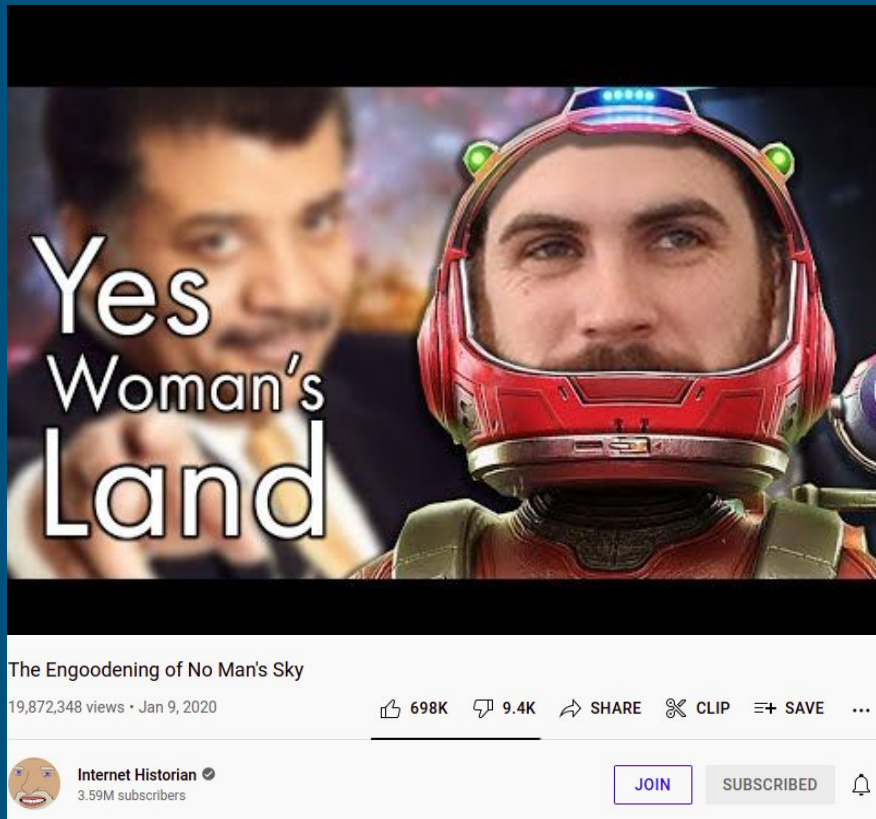 Yes
Woman's
Land
The Engoodening of No Man's Sky
19,872,348 views • Jan 9, 2020 698K 9.4K SHARE CLIP SAVE ...
Internet Historian
3.59M subscribers
JOIN SUBSCRIBED